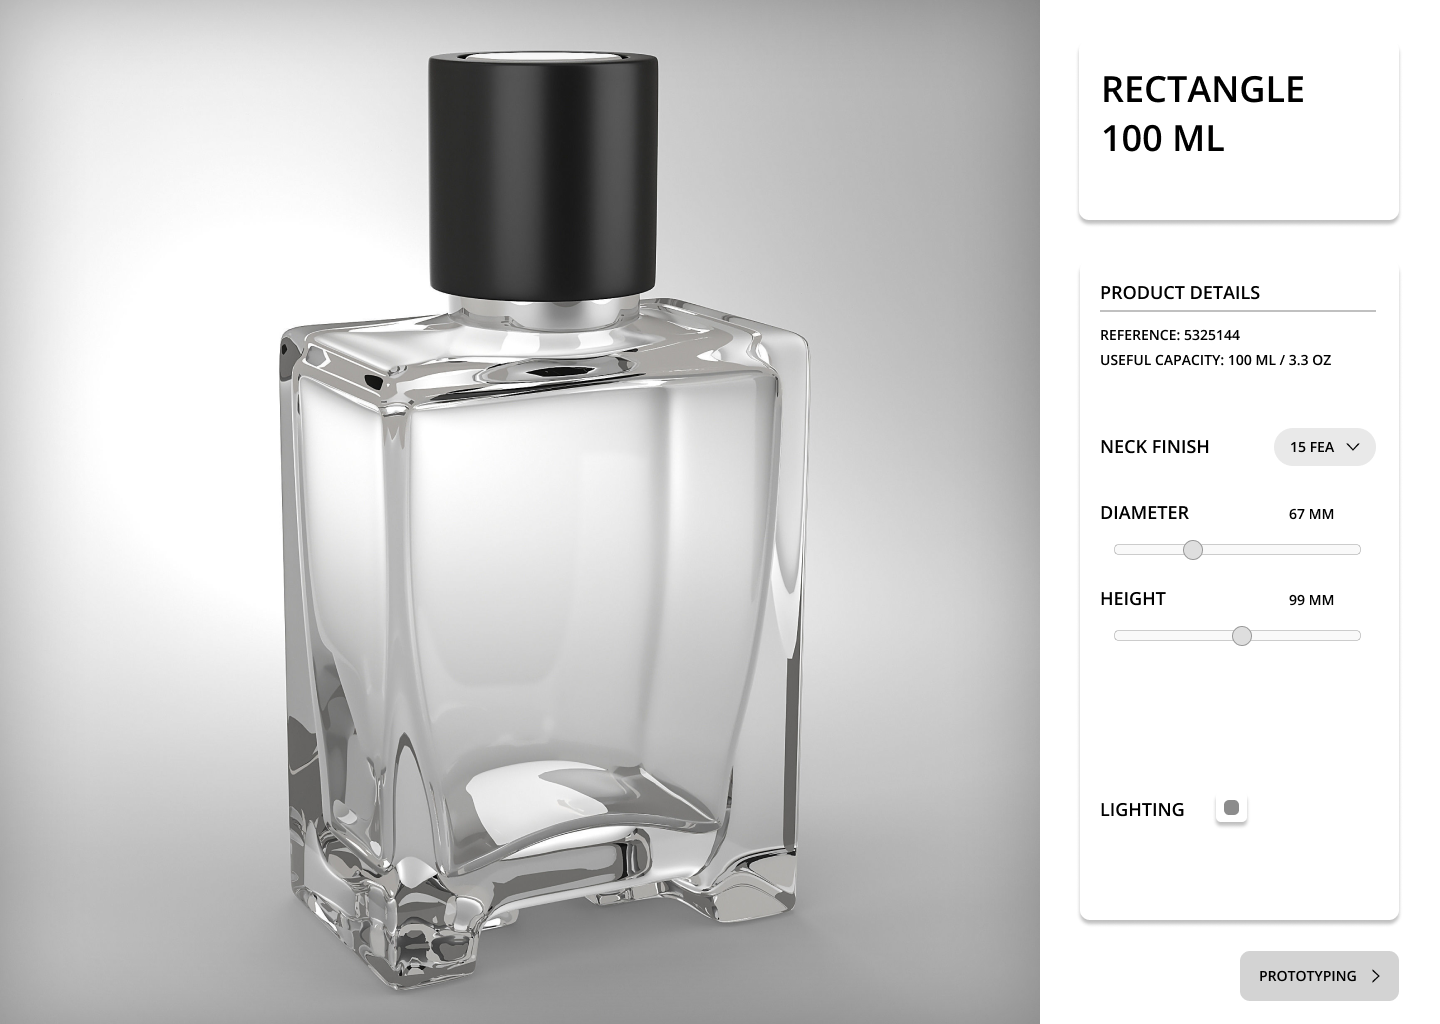 RECTANGLE
100 ML
PRODUCT DETAILS
REFERENCE: 5325144
USEFUL CAPACITY: 100 ML / 3.3 OZ
NECK FINISH 15 FEA
DIAMETER 67 MM
HEIGHT 99 MM
LIGHTING
PROTOTYPING